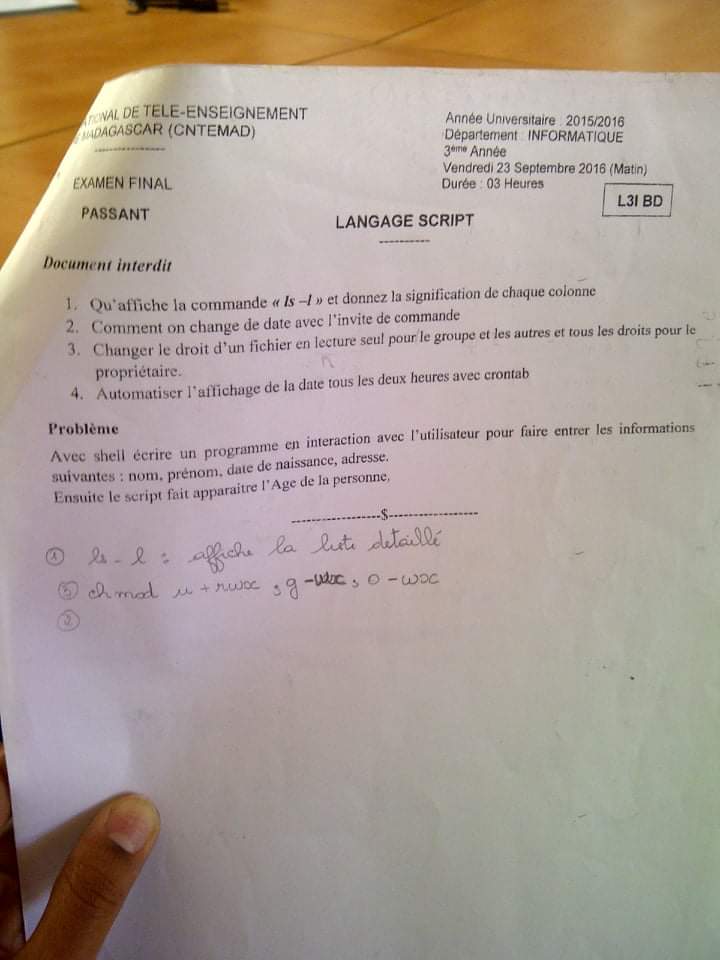 ATIONAL DE TELE-ENSEIGNEMENT
MADAGASCAR (CNTEMAD)
---------------
EXAMEN FINAL
PASSANT
Année Universitaire : 2015/2016
Département : INFORMATIQUE
3ème Année
Vendredi 23 Septembre 2016 (Matin)
Durée : 03 Heures
L3I BD
LANGAGE SCRIPT
----------
Document interdit
1. Qu'affiche la commande « ls –l » et donnez la signification de chaque colonne
2. Comment on change de date avec l'invite de commande
3. Changer le droit d'un fichier en lecture seul pour le groupe et les autres et tous les droits pour le
propriétaire.
4. Automatiser l'affichage de la date tous les deux heures avec crontab
Problème
Avec shell écrire un programme en interaction avec l'utilisateur pour faire entrer les informations
suivantes : nom, prénom, date de naissance, adresse.
Ensuite le script fait apparaitre l'Age de la personne.
------------------$------------------
① ls - l : affiche la liste detaillé
③ chmod u + rwx , g -wx , o - wx
②